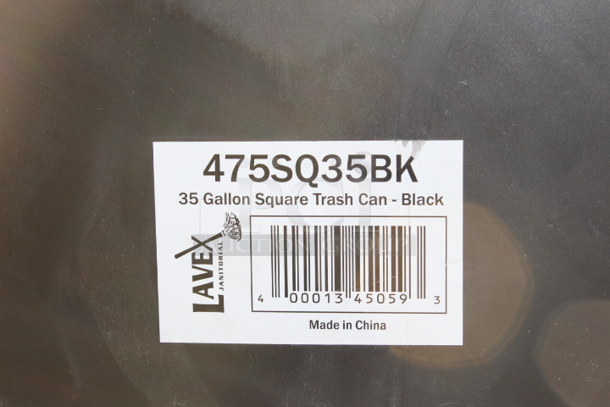 475SQ35BK
35 Gallon Square Trash Can - Black
LAVEX
JANITORIAL
4 00013 45059 3
Made in China